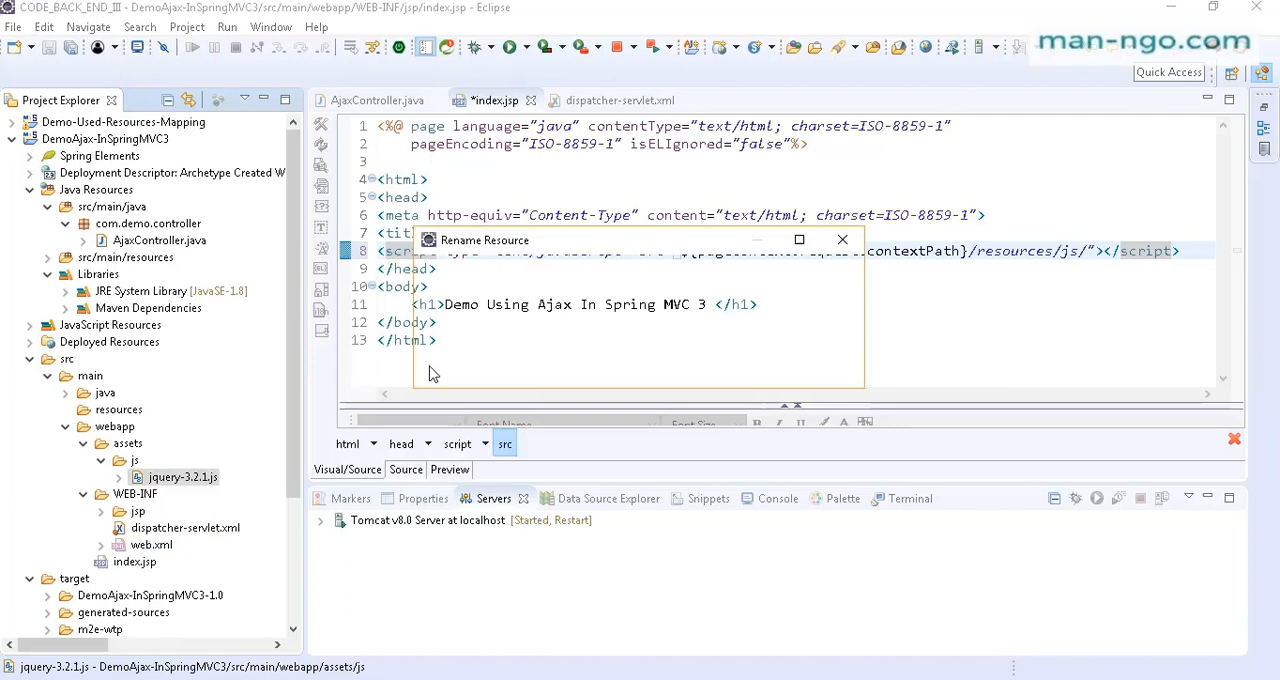 CODE_BACK_END_III - DemoAjax-InSpringMVC3/src/main/webapp/WEB-INF/jsp/index.jsp - Eclipse
File Edit Navigate Search Project Run Window Help
man-ngo.com
Quick Access
Project Explorer
AjaxController.java *index.jsp dispatcher-servlet.xml
Demo-Used-Resources-Mapping
DemoAjax-InSpringMVC3
Spring Elements
Deployment Descriptor: Archetype Created W
Java Resources
src/main/java
com.demo.controller
AjaxController.java
src/main/resources
Libraries
JRE System Library [JavaSE-1.8]
Maven Dependencies
JavaScript Resources
Deployed Resources
src
main
java
resources
webapp
assets
js
jquery-3.2.1.js
WEB-INF
jsp
dispatcher-servlet.xml
web.xml
index.jsp
target
DemoAjax-InSpringMVC3-1.0
generated-sources
m2e-wtp
1 <%@ page language="java" contentType="text/html; charset=ISO-8859-1"
2 pageEncoding="ISO-8859-1" isELIgnored="false"%>
3
4 <html>
5 <head>
6 <meta http-equiv="Content-Type" content="text/html; charset=ISO-8859-1">
7 <titl
Rename Resource
8 <script contextPath}/resources/js/"></script>
9 </head>
10 <body>
11 <h1>Demo Using Ajax In Spring MVC 3 </h1>
12 </body>
13 </html>
html head script src
Visual/Source Source Preview
Markers Properties Servers Data Source Explorer Snippets Console Palette Terminal
Tomcat v8.0 Server at localhost [Started, Restart]
jquery-3.2.1.js - DemoAjax-InSpringMVC3/src/main/webapp/assets/js